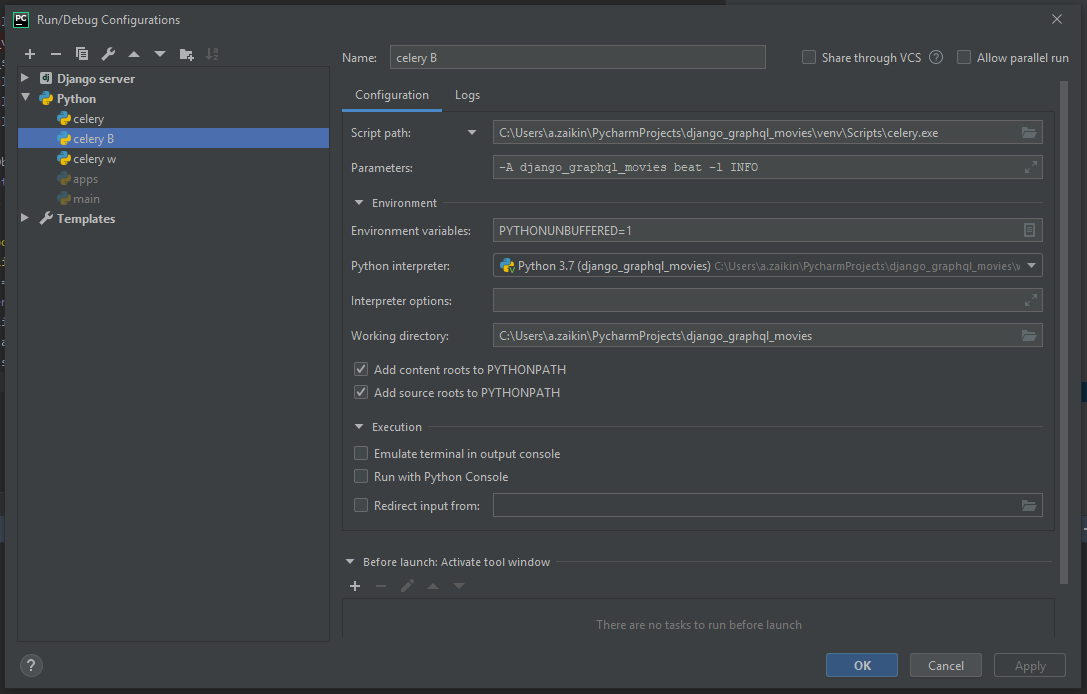 PC Run/Debug Configurations
Name: celery B
Share through VCS ? Allow parallel run
dj Django server
Python
celery
celery B
celery w
apps
main
Templates
Configuration Logs
Script path: C:\Users\a.zaikin\PycharmProjects\django_graphql_movies\venv\Scripts\celery.exe
Parameters: -A django_graphql_movies beat -l INFO
Environment
Environment variables: PYTHONUNBUFFERED=1
Python interpreter: Python 3.7 (django_graphql_movies) C:\Users\a.zaikin\PycharmProjects\django_graphql_movies\v
Interpreter options:
Working directory: C:\Users\a.zaikin\PycharmProjects\django_graphql_movies
Add content roots to PYTHONPATH
Add source roots to PYTHONPATH
Execution
Emulate terminal in output console
Run with Python Console
Redirect input from:
Before launch: Activate tool window
There are no tasks to run before launch
? OK Cancel Apply